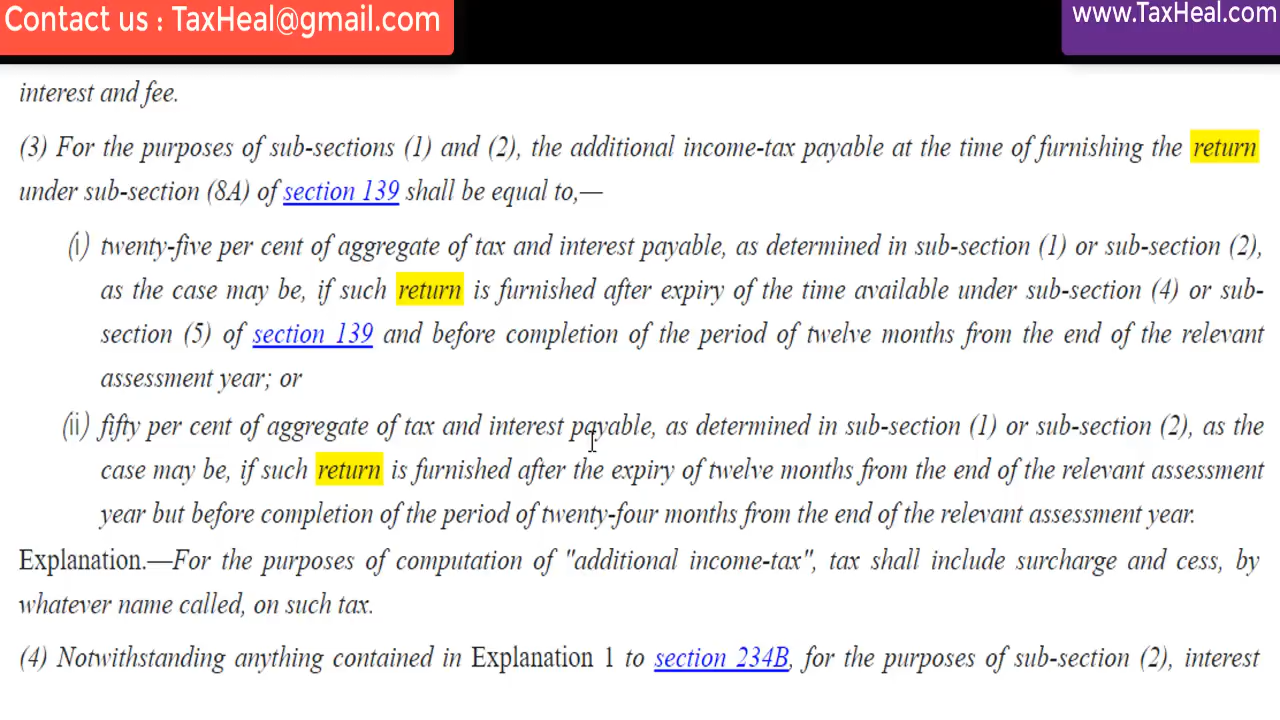 Contact us : TaxHeal@gmail.com
www.TaxHeal.com
interest and fee.
(3) For the purposes of sub-sections (1) and (2), the additional income-tax payable at the time of furnishing the return
under sub-section (8A) of section 139 shall be equal to,—
(i) twenty-five per cent of aggregate of tax and interest payable, as determined in sub-section (1) or sub-section (2),
as the case may be, if such return is furnished after expiry of the time available under sub-section (4) or sub-
section (5) of section 139 and before completion of the period of twelve months from the end of the relevant
assessment year; or
(ii) fifty per cent of aggregate of tax and interest payable, as determined in sub-section (1) or sub-section (2), as the
case may be, if such return is furnished after the expiry of twelve months from the end of the relevant assessment
year but before completion of the period of twenty-four months from the end of the relevant assessment year.
Explanation.—For the purposes of computation of "additional income-tax", tax shall include surcharge and cess, by
whatever name called, on such tax.
(4) Notwithstanding anything contained in Explanation 1 to section 234B, for the purposes of sub-section (2), interest